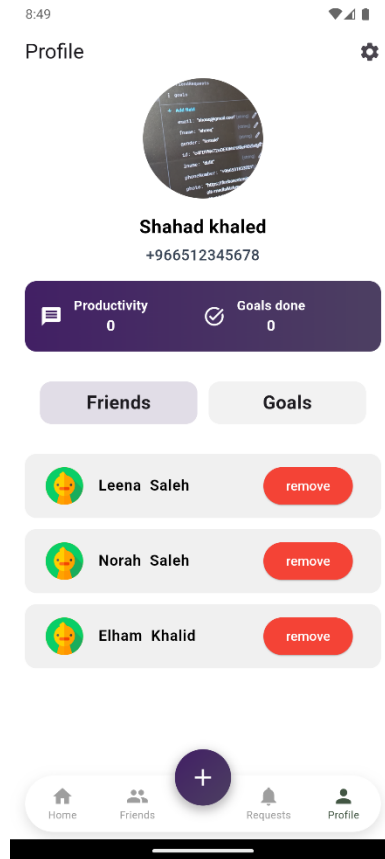 8:49
Profile
Shahad khaled
+966512345678
Productivity
0
Goals done
0
Friends
Goals
Leena Saleh
remove
Norah Saleh
remove
Elham Khalid
remove
Home
Friends
Requests
Profile